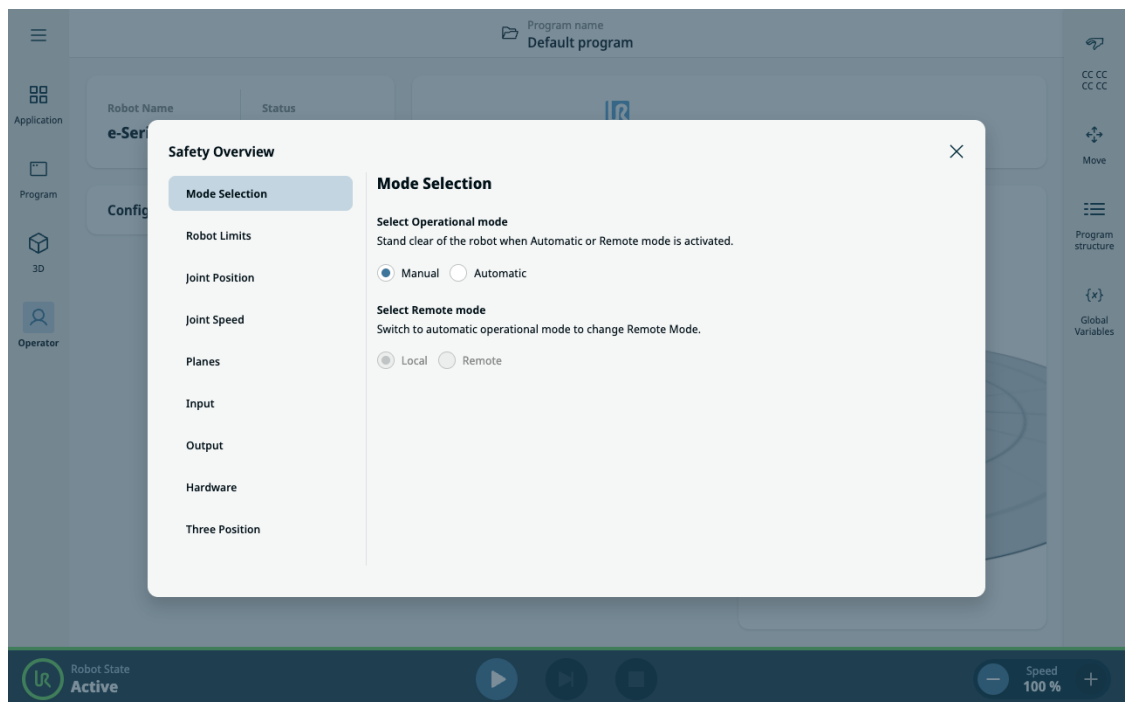 Program name
Default program
Application
Program
3D
Operator
Robot Name
Status
e-Seri
Config
Safety Overview
Mode Selection
Robot Limits
Joint Position
Joint Speed
Planes
Input
Output
Hardware
Three Position
Mode Selection
Select Operational mode
Stand clear of the robot when Automatic or Remote mode is activated.
Manual
Automatic
Select Remote mode
Switch to automatic operational mode to change Remote Mode.
Local
Remote
CC CC
CC CC
Move
Program
structure
{x}
Global
Variables
Robot State
Active
Speed
100 %